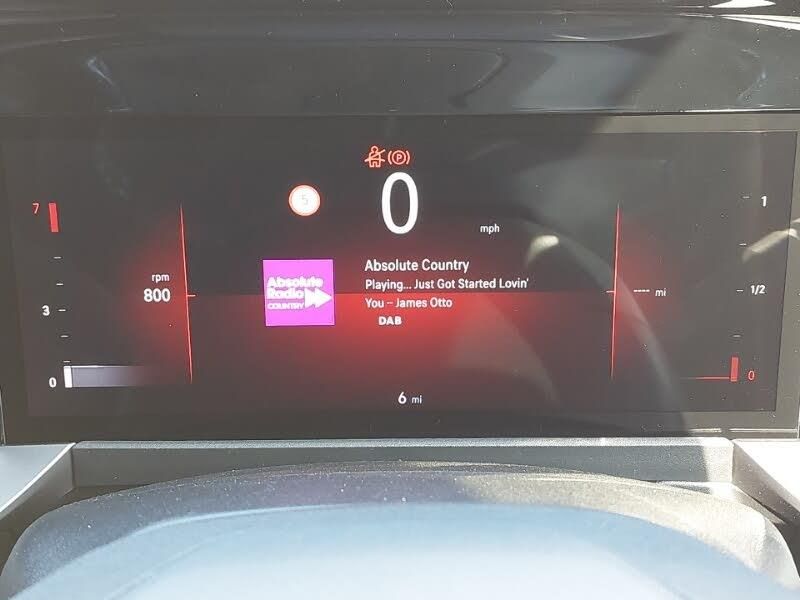 P
5
0
mph
7
1
Absolute Country
Absolute
Radio
COUNTRY
Playing... Just Got Started Lovin'
You – James Otto
DAB
rpm
800
3
0
---- mi
1/2
0
6 mi